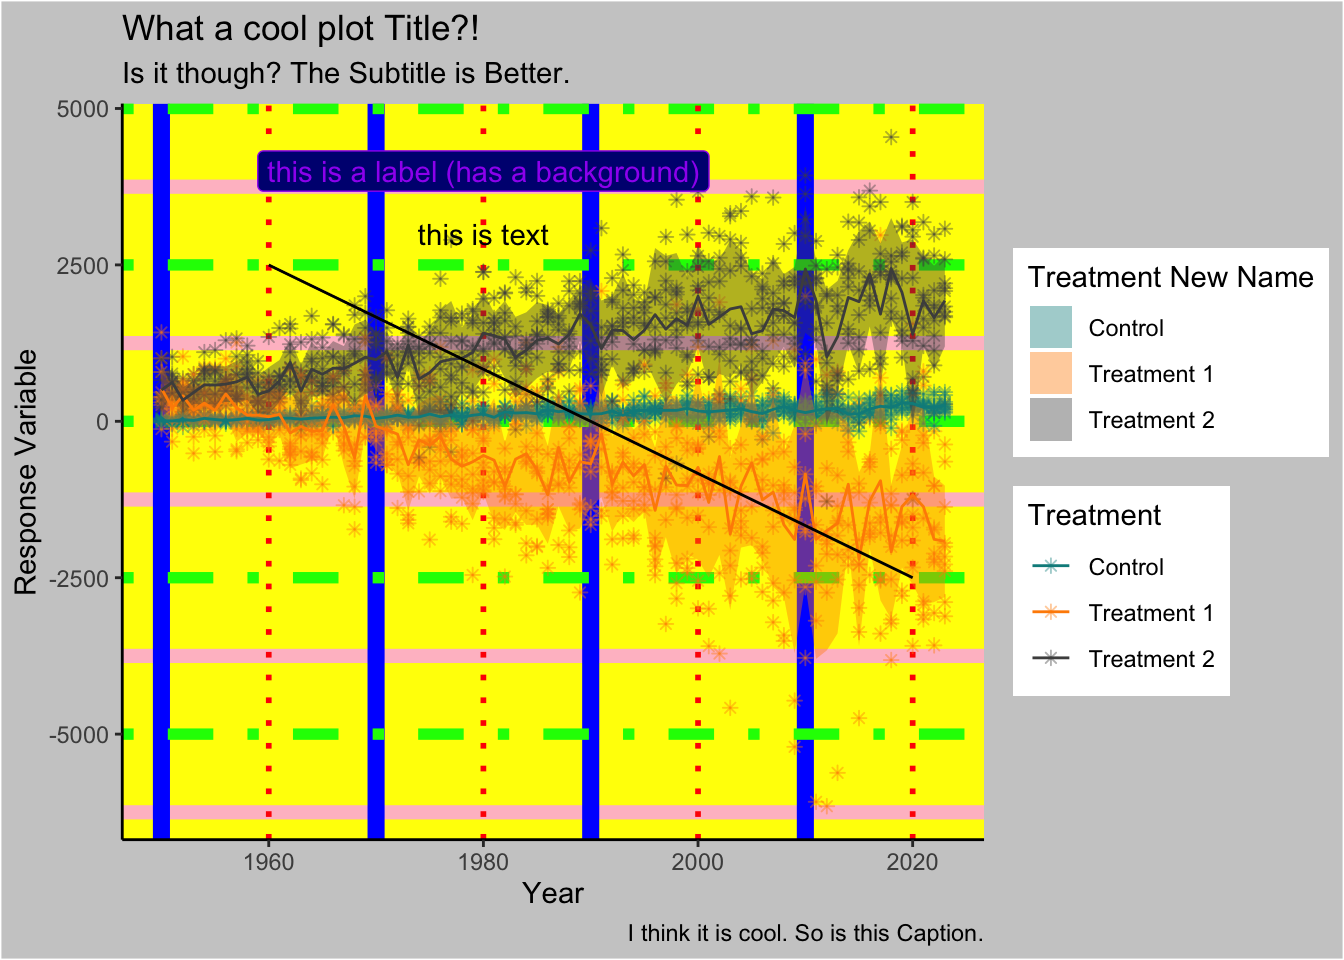 What a cool plot Title?!
Is it though? The Subtitle is Better.
5000
2500
0
-2500
-5000
Response Variable
this is a label (has a background)
this is text
1960
1980
2000
2020
Year
I think it is cool. So is this Caption.
Treatment New Name
Control
Treatment 1
Treatment 2
Treatment
Control
Treatment 1
Treatment 2